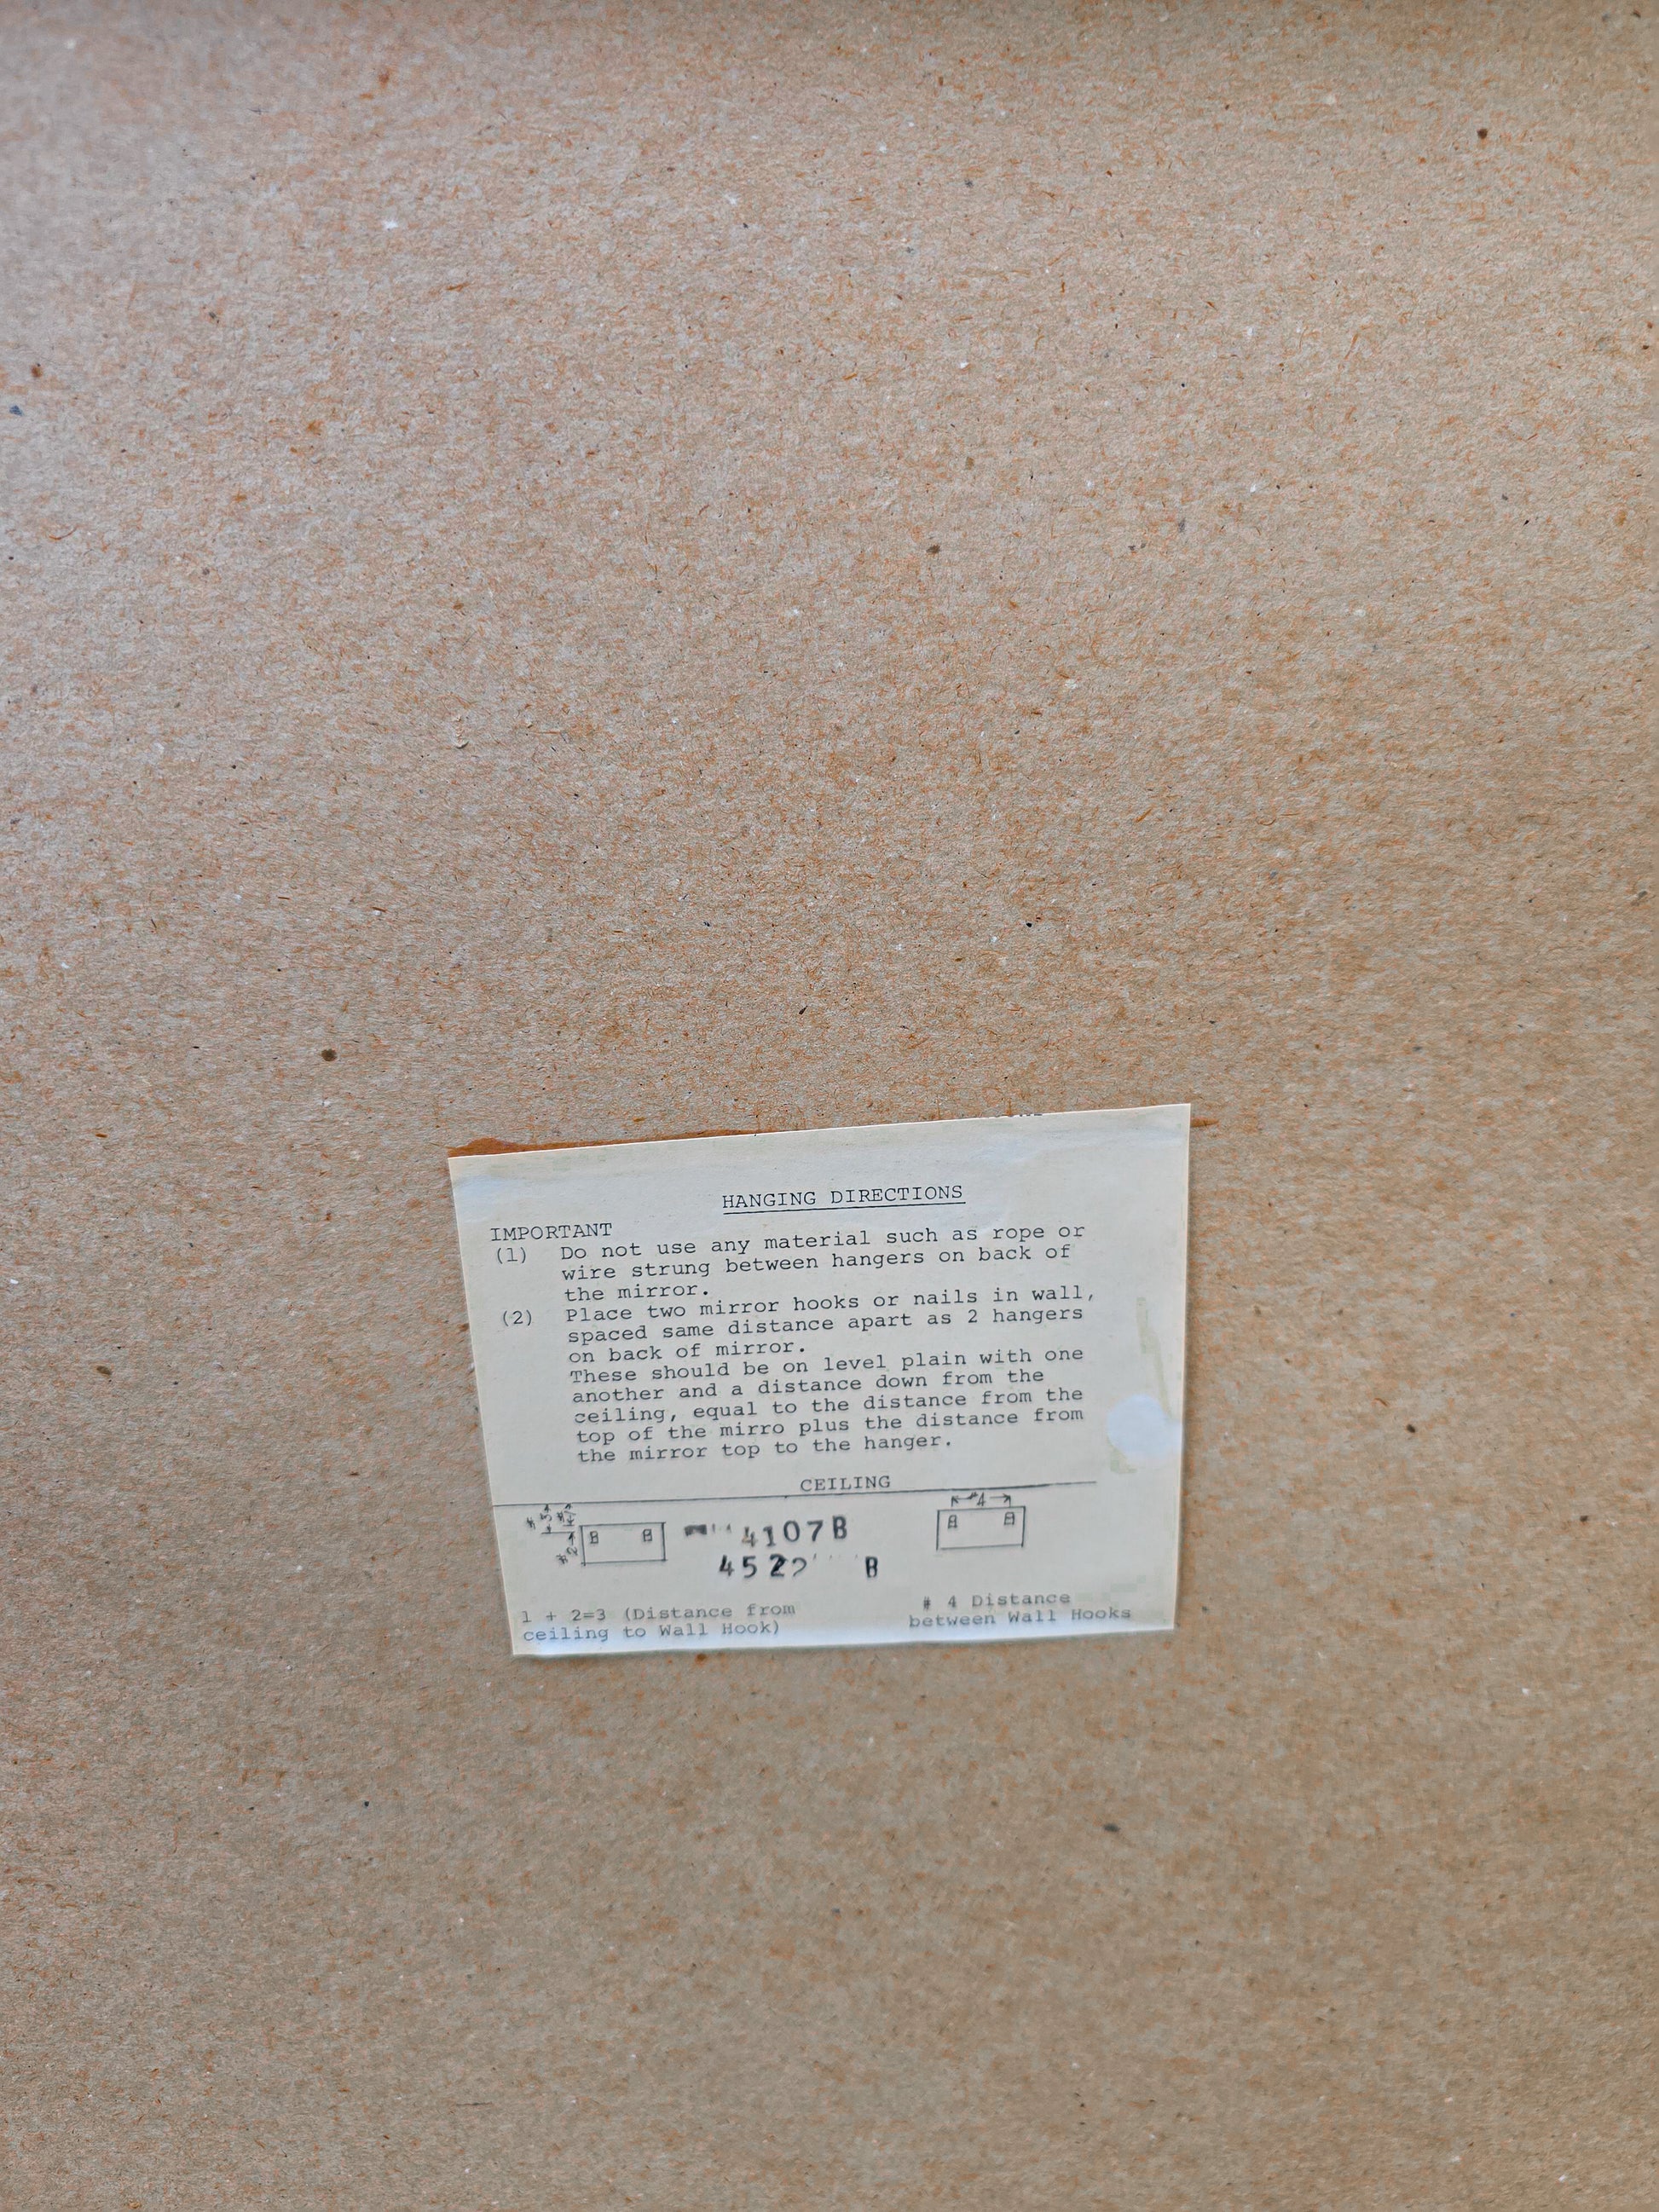 HANGING DIRECTIONS
IMPORTANT
(1) Do not use any material such as rope or
wire strung between hangers on back of
the mirror.
(2) Place two mirror hooks or nails in wall,
spaced same distance apart as 2 hangers
on back of mirror.
These should be on level plain with one
another and a distance down from the
ceiling, equal to the distance from the
top of the mirro plus the distance from
the mirror top to the hanger.
CEILING
#3 #1 #4
#2 4107B
B
1 + 2=3 (Distance from
ceiling to Wall Hook)
# 4 Distance
between Wall Hooks